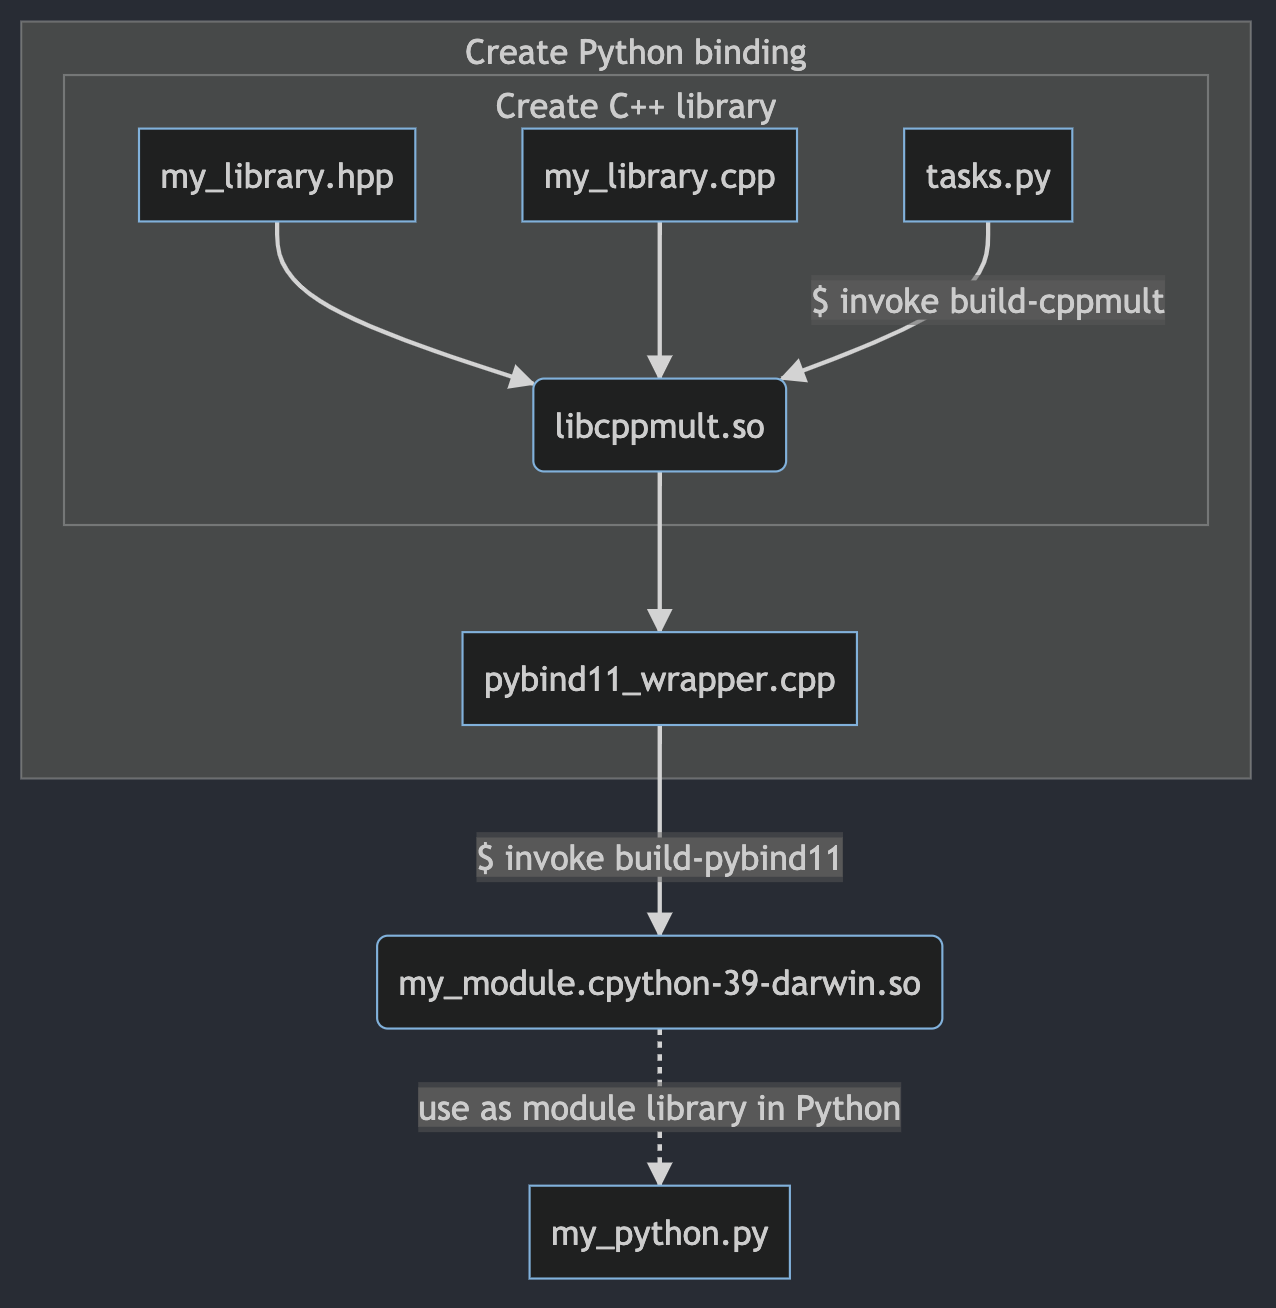 Create Python binding
Create C++ library
my_library.hpp
my_library.cpp
tasks.py
$ invoke build-cppmult
libcppmult.so
pybind11_wrapper.cpp
$ invoke build-pybind11
my_module.cpython-39-darwin.so
use as module library in Python
my_python.py